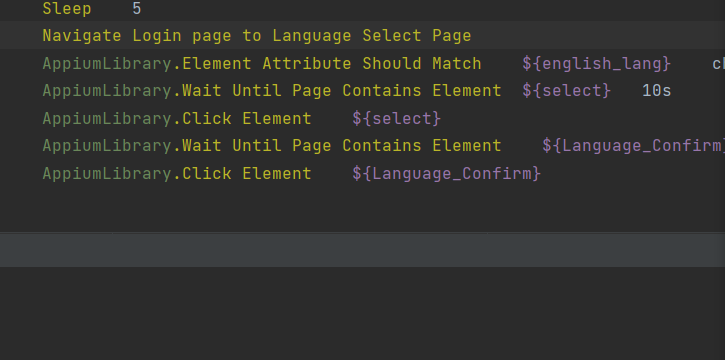 Sleep    5
Navigate Login page to Language Select Page
AppiumLibrary.Element Attribute Should Match    ${english_lang}
AppiumLibrary.Wait Until Page Contains Element  ${select}   10s
AppiumLibrary.Click Element    ${select}
AppiumLibrary.Wait Until Page Contains Element    ${Language_Confirm}
AppiumLibrary.Click Element    ${Language_Confirm}